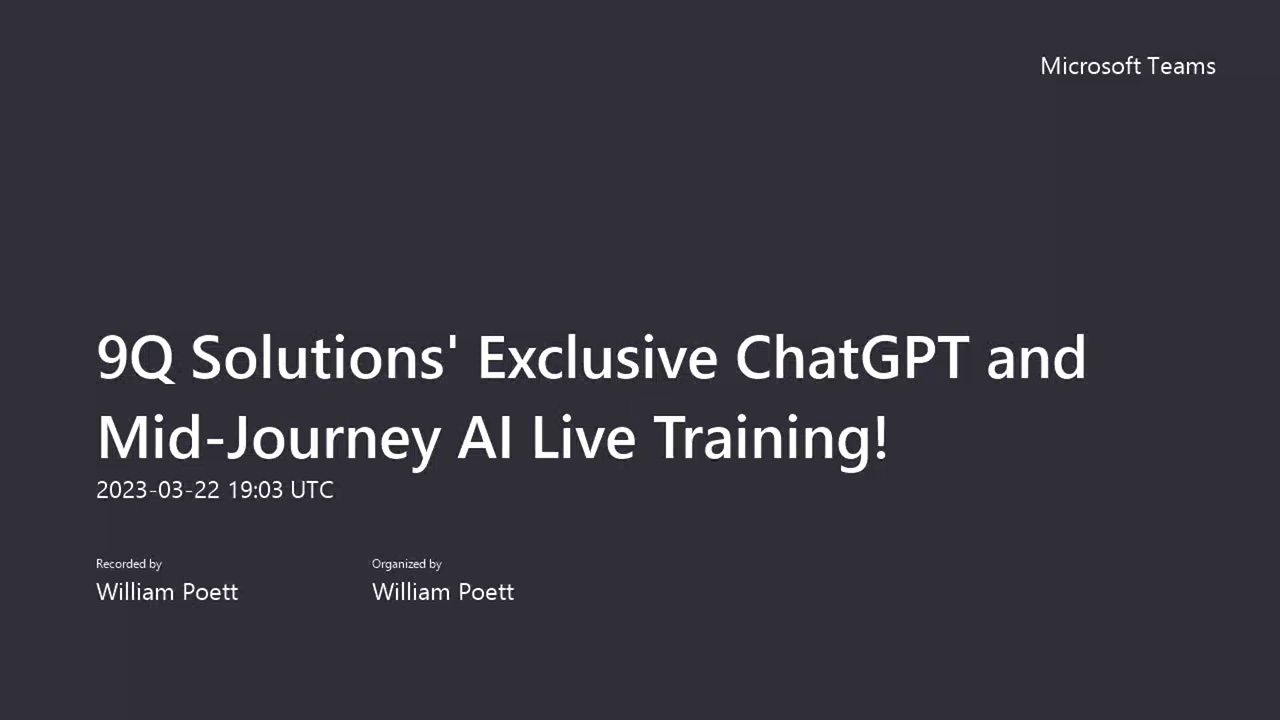 Microsoft Teams
9Q Solutions' Exclusive ChatGPT and
Mid-Journey AI Live Training!
2023-03-22 19:03 UTC
Recorded by
William Poett
Organized by
William Poett